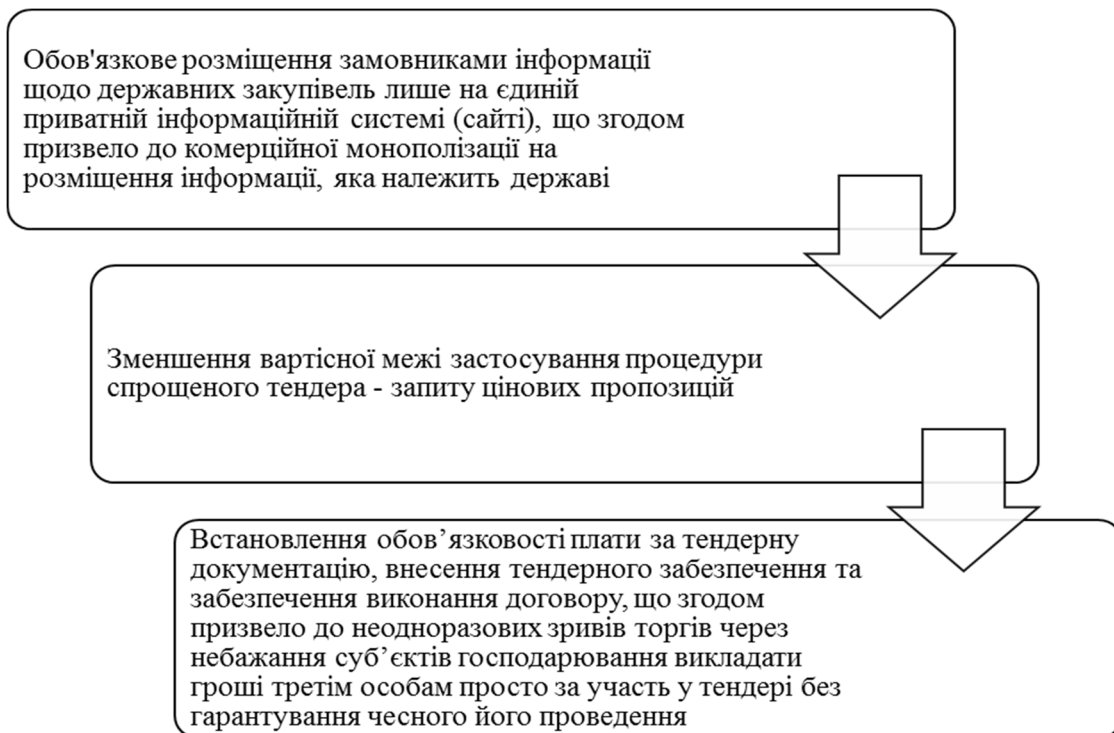 Обов'язкове розміщення замовниками інформації
щодо державних закупівель лише на єдиній
приватній інформаційній системі (сайті), що згодом
призвело до комерційної монополізації на
розміщення інформації, яка належить державі
Зменшення вартісної межі застосування процедури
спрощеного тендера - запиту цінових пропозицій
Встановлення обов’язковості плати за тендерну
документацію, внесення тендерного забезпечення та
забезпечення виконання договору, що згодом
призвело до неодноразових зривів торгів через
небажання суб’єктів господарювання викладати
гроші третім особам просто за участь у тендері без
гарантування чесного його проведення